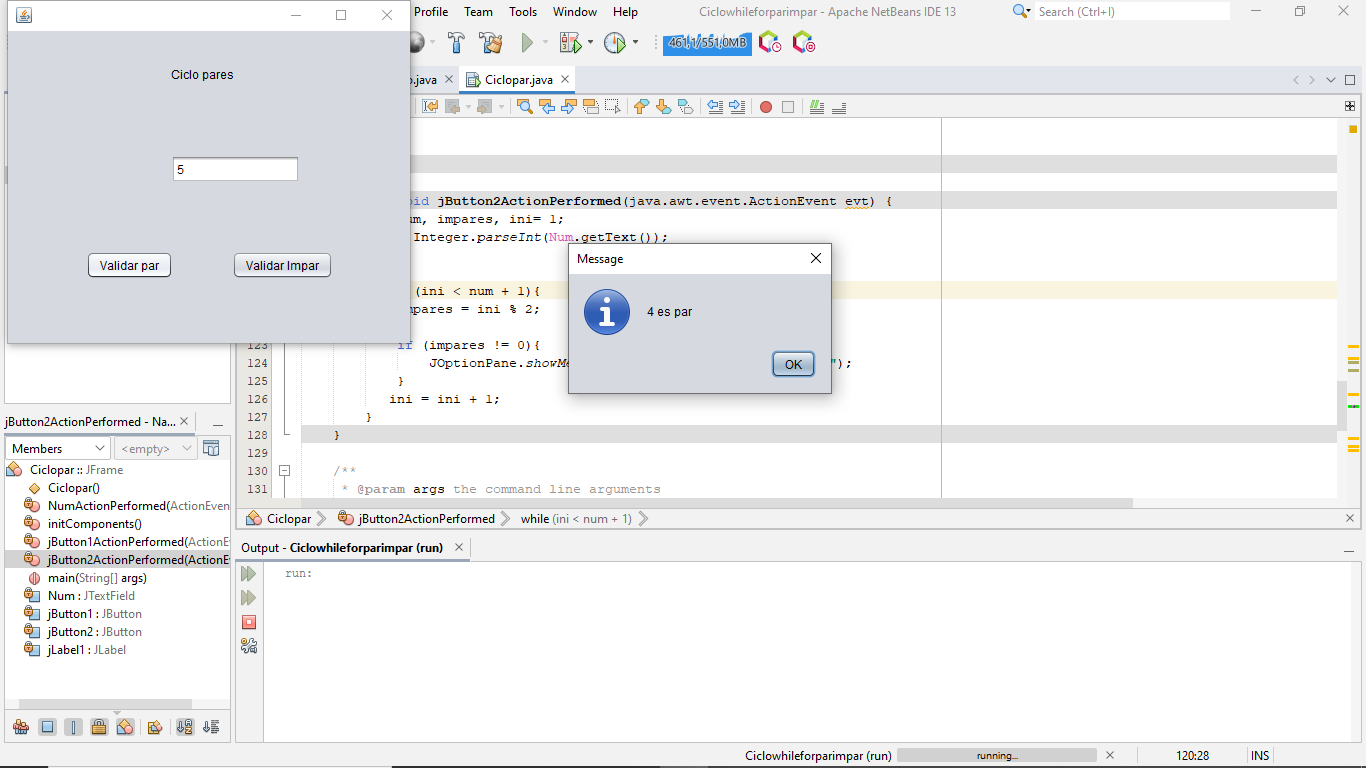 Profile Team Tools Window Help
Ciclowhileforparimpar - Apache NetBeans IDE 13
Search (Ctrl+I)
461,1/551,0MB
.java
Ciclopar.java
Ciclo pares
5
Validar par
Validar Impar
jButton2ActionPerformed(java.awt.event.ActionEvent evt) {
, impares, ini= 1;
Integer.parseInt(Num.getText());
(ini < num + 1){
= ini % 2;
123 if (impares != 0){
124 JOptionPane.
125 }
126 ini = ini + 1;
127 }
128 }
129
130 /**
131 * @param args the command line arguments
");
Message
4 es par
OK
jButton2ActionPerformed - Na...
Members
<empty>
Ciclopar :: JFrame
Ciclopar()
NumActionPerformed(ActionEven
initComponents()
jButton1ActionPerformed(ActionE
jButton2ActionPerformed(ActionE
main(String[] args)
Num : JTextField
jButton1 : JButton
jButton2 : JButton
jLabel1 : JLabel
Ciclopar
jButton2ActionPerformed
while (ini < num + 1)
Output - Ciclowhileforparimpar (run)
run:
Ciclowhileforparimpar (run)
running...
120:28
INS